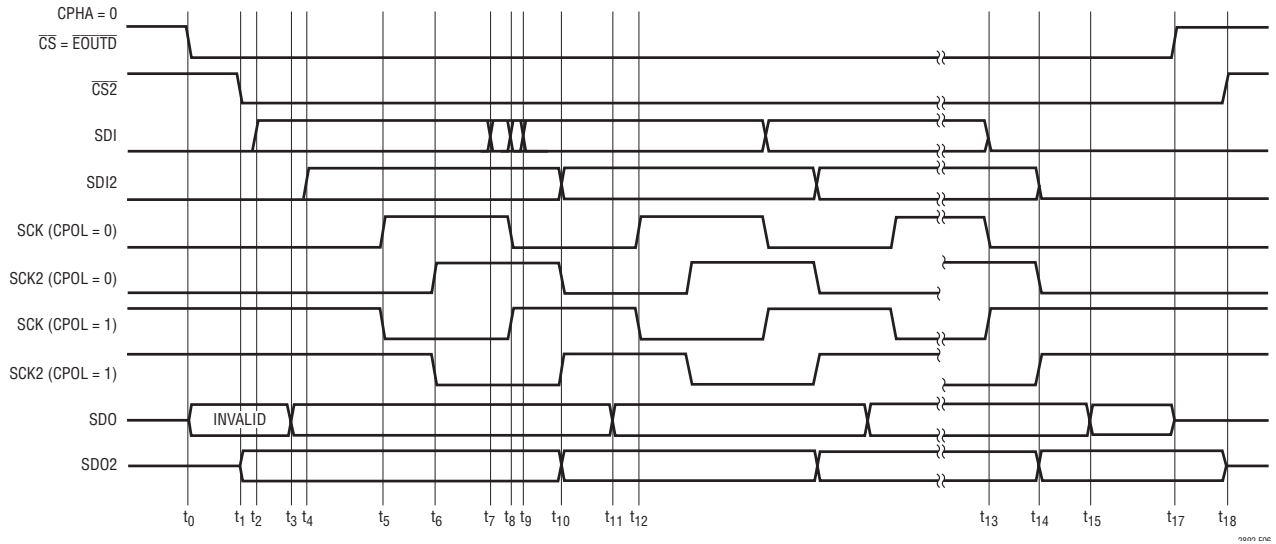 CPHA = 0
CS = EOUTD
CS2
SDI
SDI2
SCK (CPOL = 0)
SCK2 (CPOL = 0)
SCK (CPOL = 1)
SCK2 (CPOL = 1)
SDO INVALID
SDO2
t0 t1 t2 t3 t4 t5 t6 t7 t8 t9 t10 t11 t12 t13 t14 t15 t17 t18
2892 F06